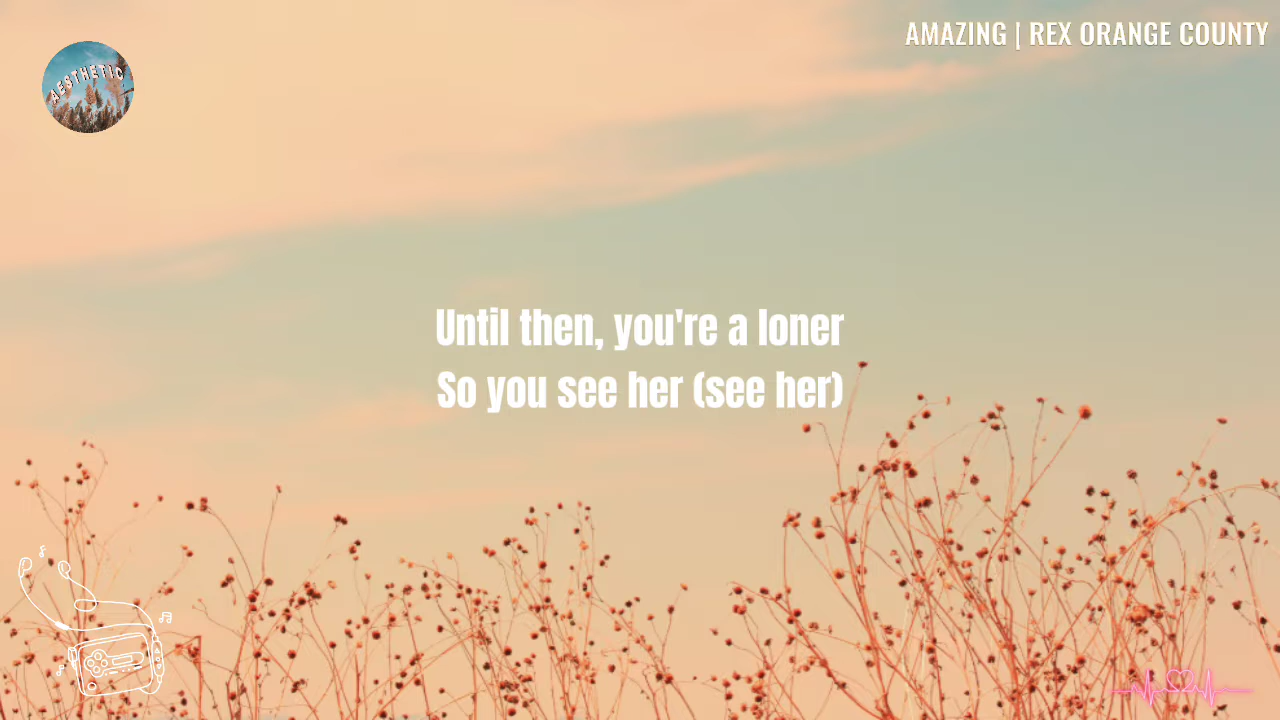 AMAZING | REX ORANGE COUNTY
AESTHETIC
Until then, you're a loner
So you see her (see her)